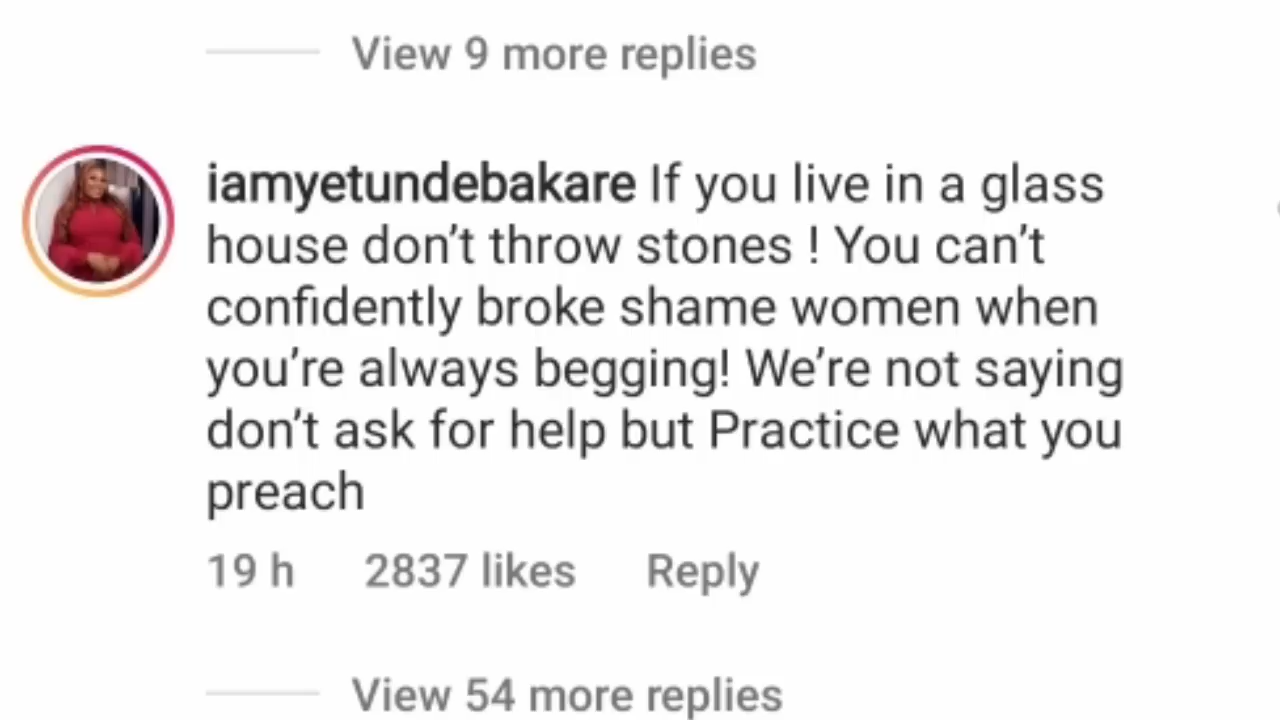 View 9 more replies
iamyetundebakare If you live in a glass
house don't throw stones ! You can't
confidently broke shame women when
you're always begging! We're not saying
don't ask for help but Practice what you
preach
19 h 2837 likes Reply
View 54 more replies